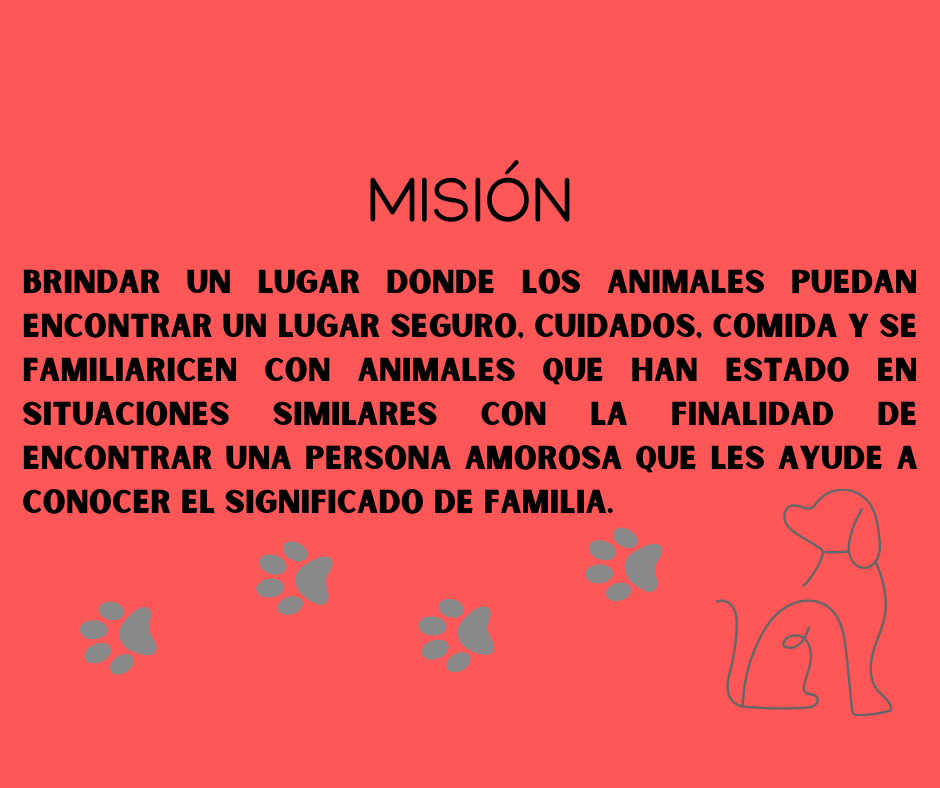 MISIÓN
BRINDAR UN LUGAR DONDE LOS ANIMALES PUEDAN
ENCONTRAR UN LUGAR SEGURO, CUIDADOS, COMIDA Y SE
FAMILIARICEN CON ANIMALES QUE HAN ESTADO EN
SITUACIONES SIMILARES CON LA FINALIDAD DE
ENCONTRAR UNA PERSONA AMOROSA QUE LES AYUDE A
CONOCER EL SIGNIFICADO DE FAMILIA.